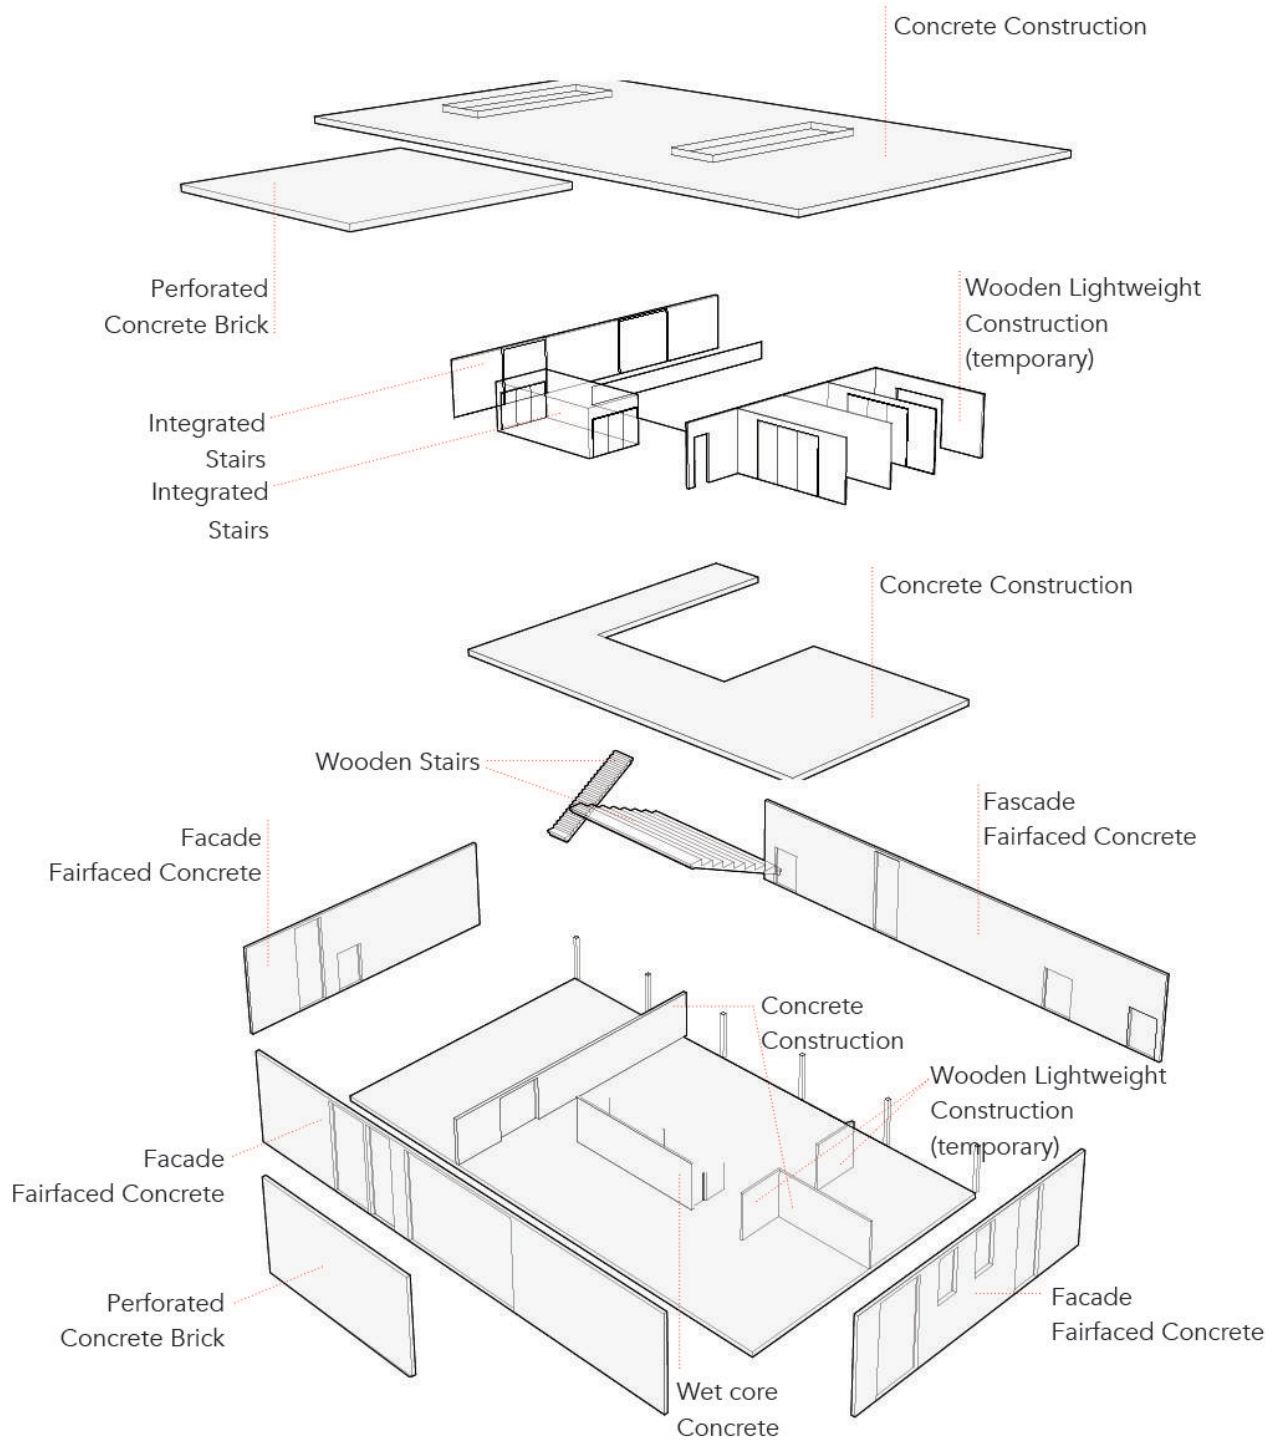 Concrete Construction
Perforated
Concrete Brick
Wooden Lightweight
Construction
(temporary)
Integrated
Stairs
Integrated
Stairs
Concrete Construction
Wooden Stairs
Fascade
Fairfaced Concrete
Facade
Fairfaced Concrete
Concrete
Construction
Wooden Lightweight
Construction
(temporary)
Facade
Fairfaced Concrete
Perforated
Concrete Brick
Facade
Fairfaced Concrete
Wet core
Concrete